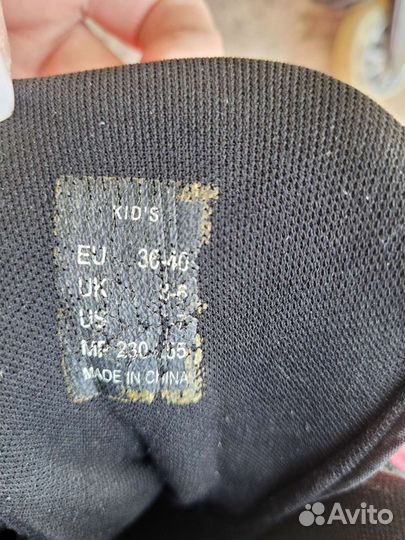 KID'S
EU 36-40
UK
US
MP 230
MADE IN CHINA
Avito